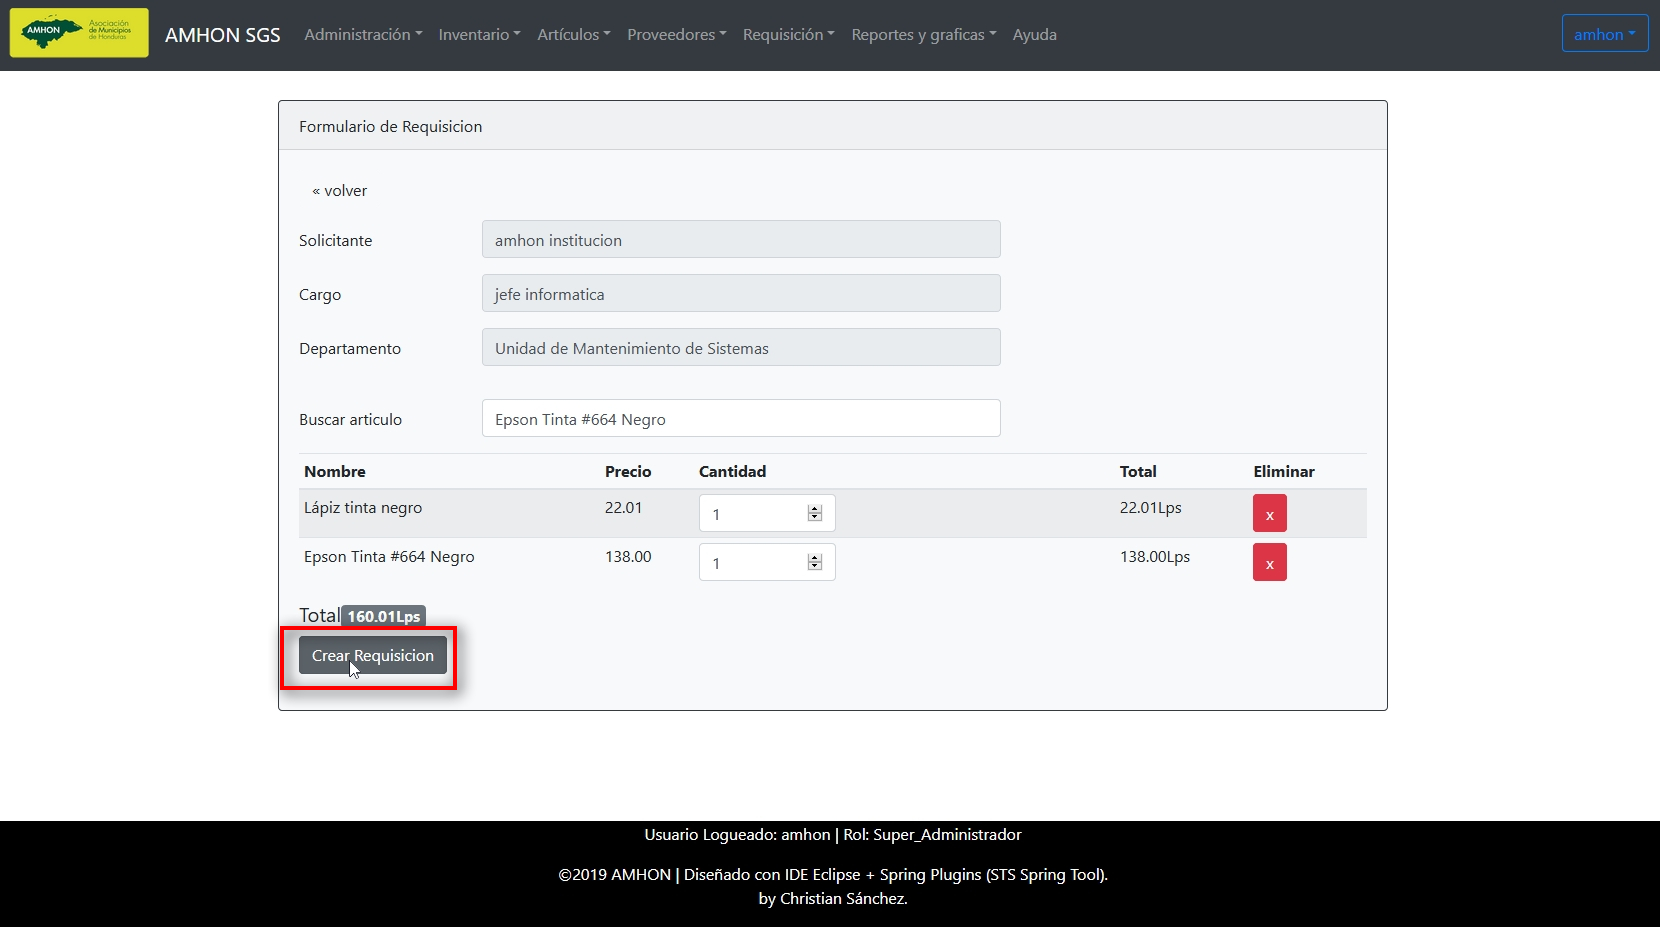 AMHON
Asociación
de Municipios
de Honduras
AMHON SGS Administración Inventario Artículos Proveedores Requisición Reportes y graficas Ayuda amhon
Formulario de Requisicion
« volver
Solicitante amhon institucion
Cargo jefe informatica
Departamento Unidad de Mantenimiento de Sistemas
Buscar articulo Epson Tinta #664 Negro
Nombre Precio Cantidad Total Eliminar
Lápiz tinta negro 22.01 1 22.01Lps x
Epson Tinta #664 Negro 138.00 1 138.00Lps x
Total 160.01Lps
Crear Requisicion
Usuario Logueado: amhon | Rol: Super_Administrador
©2019 AMHON | Diseñado con IDE Eclipse + Spring Plugins (STS Spring Tool).
by Christian Sánchez.